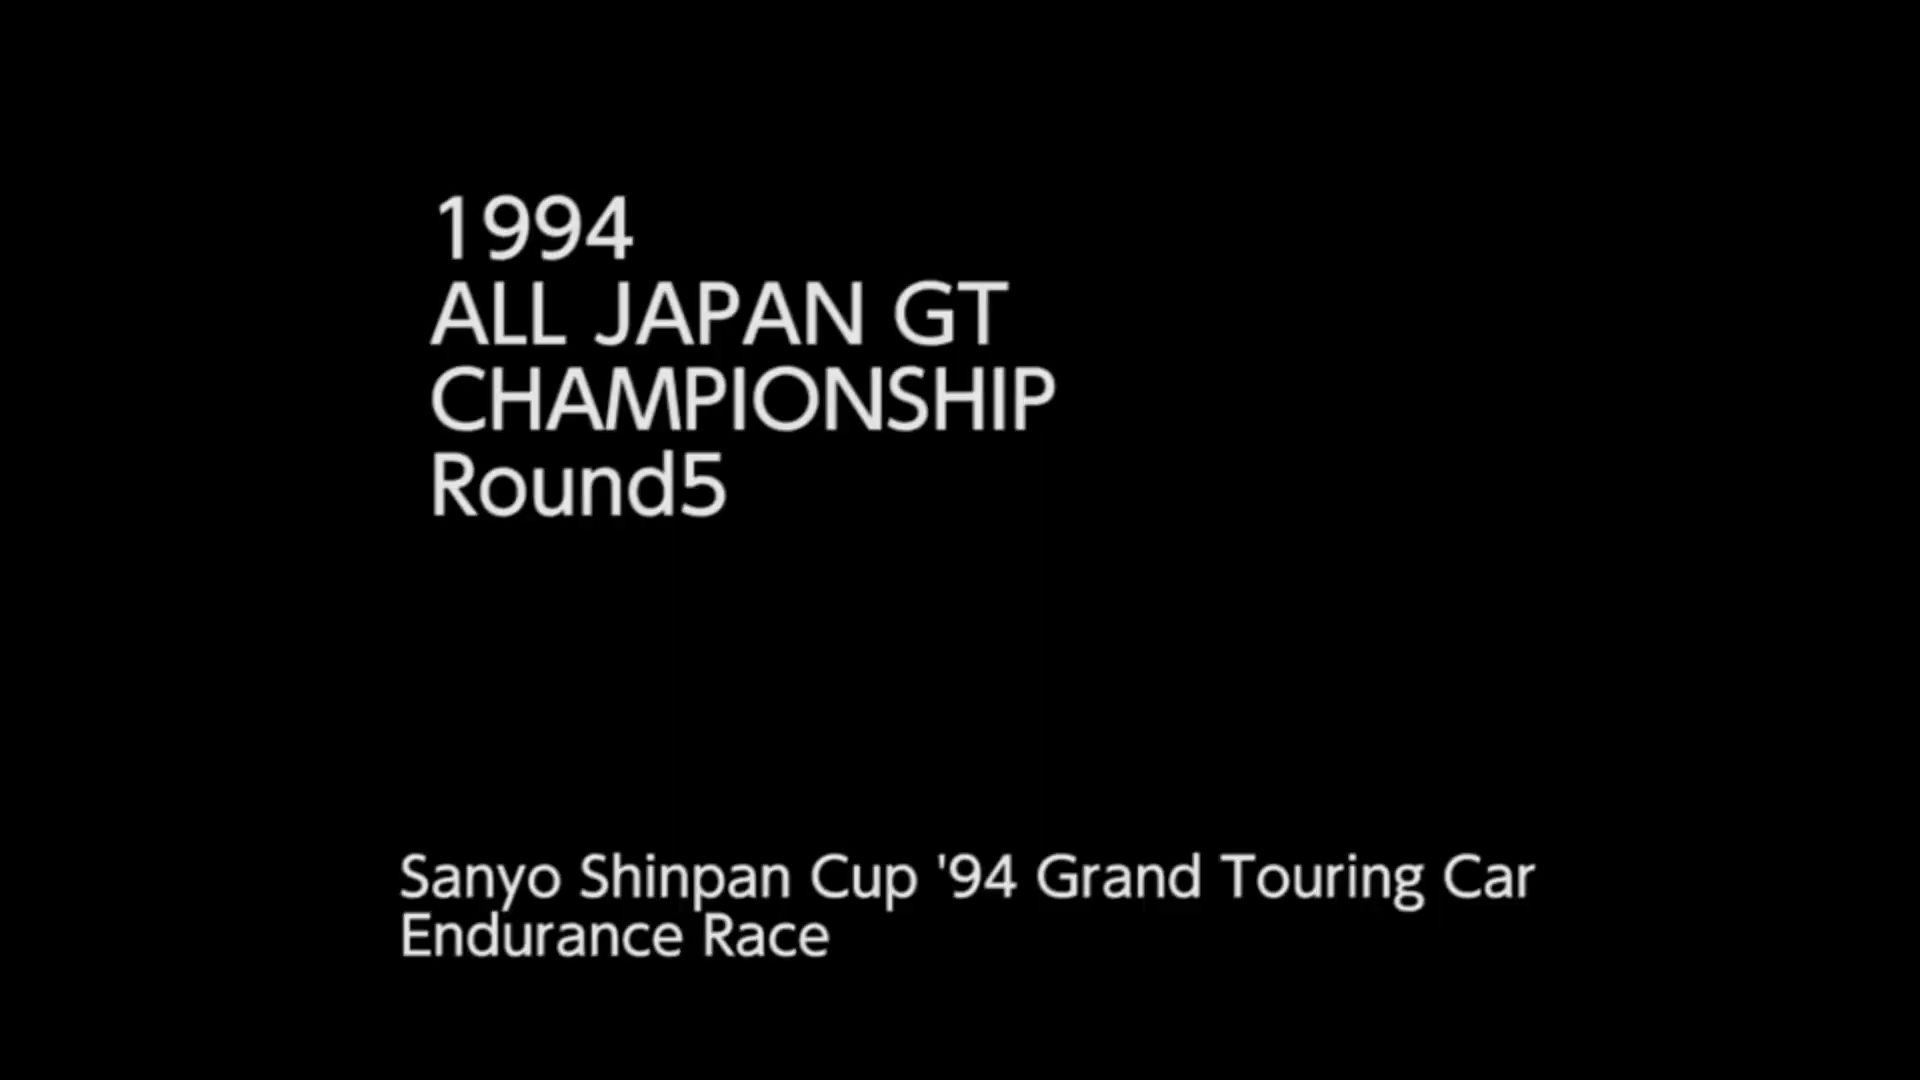 1994
ALL JAPAN GT
CHAMPIONSHIP
Round5
Sanyo Shinpan Cup '94 Grand Touring Car
Endurance Race